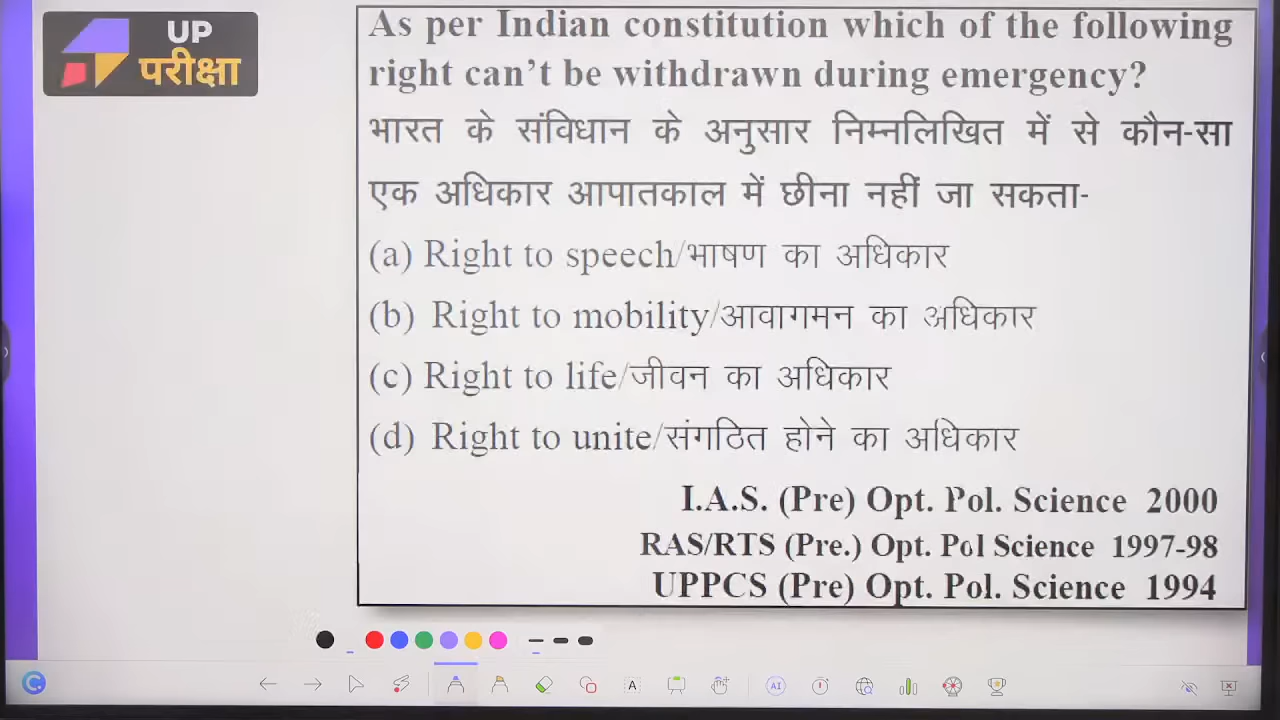 UP
परीक्षा
As per Indian constitution which of the following
right can't be withdrawn during emergency?
भारत के संविधान के अनुसार निम्नलिखित में से कौन-सा
एक अधिकार आपातकाल में छीना नहीं जा सकता-
(a) Right to speech/भाषण का अधिकार
(b) Right to mobility/आवागमन का अधिकार
(c) Right to life/जीवन का अधिकार
(d) Right to unite/संगठित होने का अधिकार
I.A.S. (Pre) Opt. Pol. Science 2000
RAS/RTS (Pre.) Opt. Pol Science 1997-98
UPPCS (Pre) Opt. Pol. Science 1994
A
AI